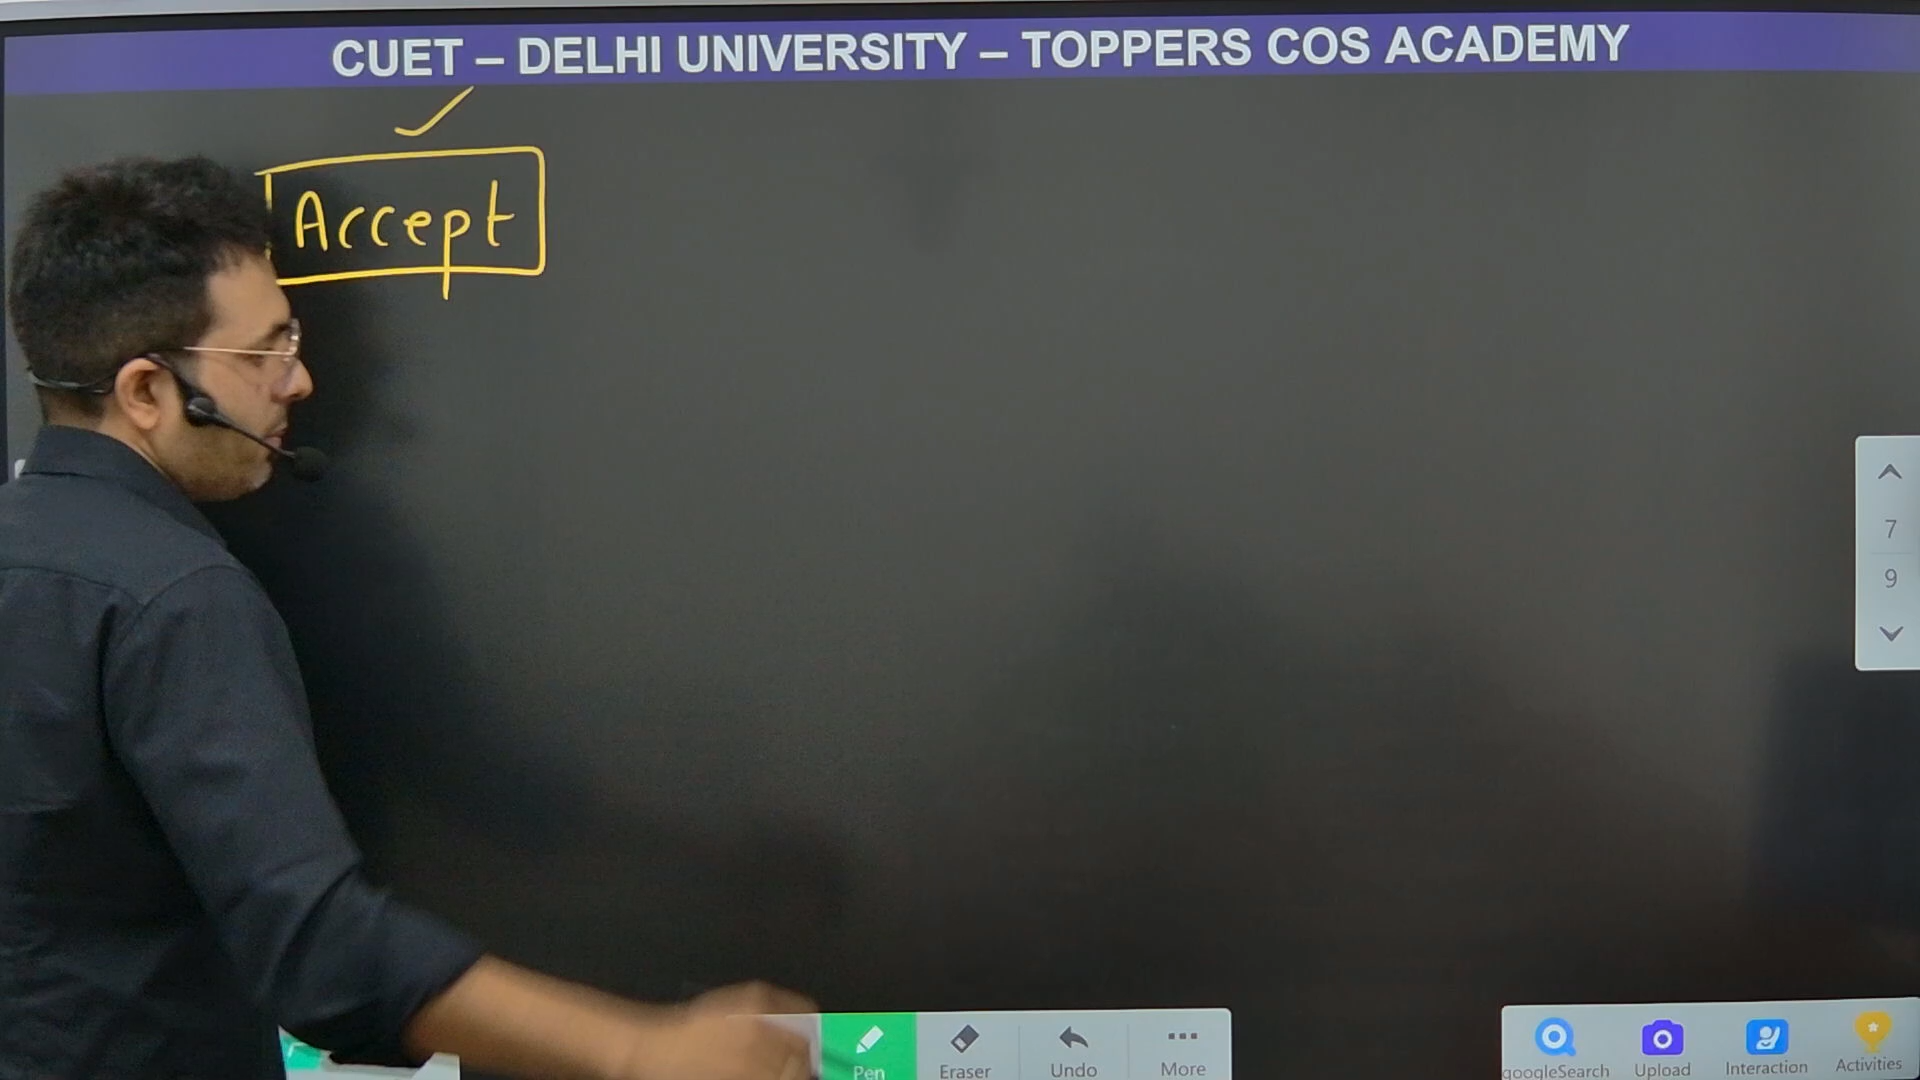 CUET – DELHI UNIVERSITY – TOPPERS COS ACADEMY
Accept
7
9
Pen
Eraser
Undo
More
googleSearch
Upload
Interaction
Activities